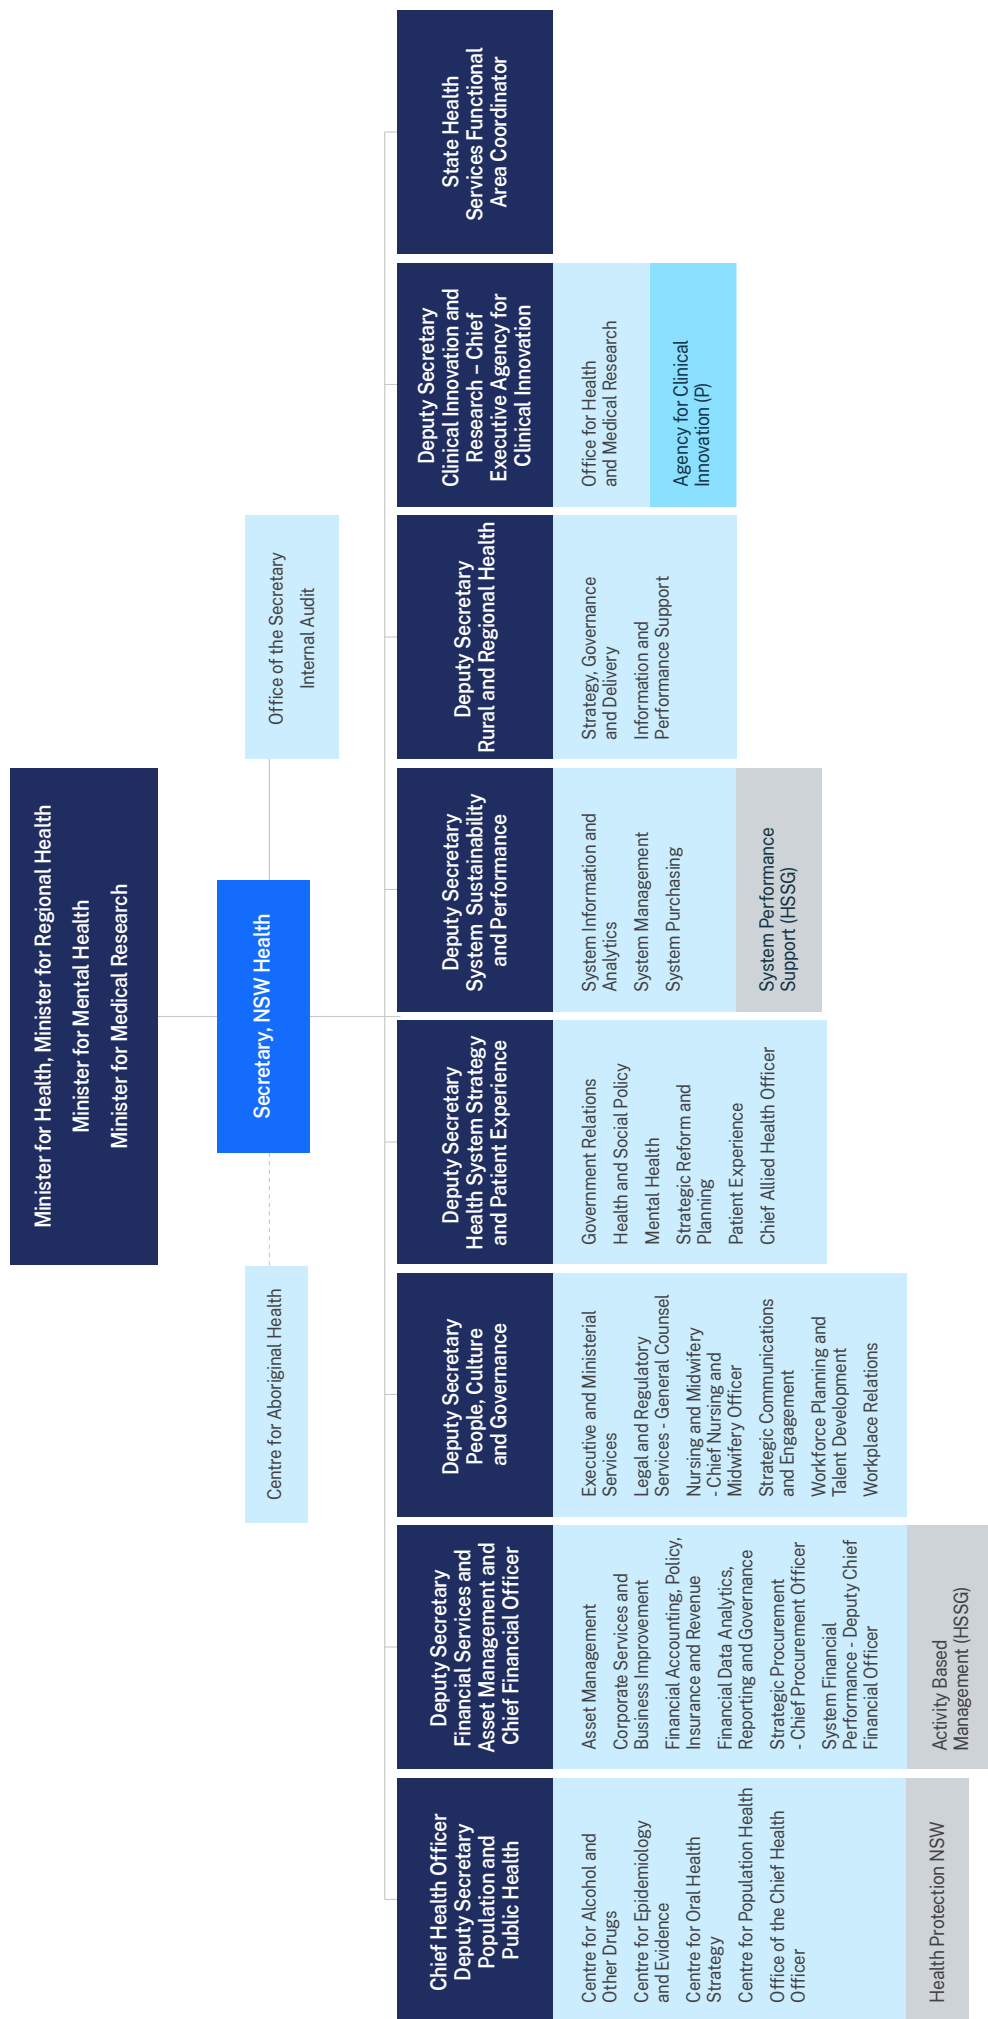 Minister for Health, Minister for Regional Health
Minister for Mental Health
Minister for Medical Research
Secretary, NSW Health
Centre for Aboriginal Health
Office of the Secretary
Internal Audit
Chief Health Officer
Deputy Secretary
Population and
Public Health
Centre for Alcohol and
Other Drugs
Centre for Epidemiology
and Evidence
Centre for Oral Health
Strategy
Centre for Population Health
Office of the Chief Health
Officer
Health Protection NSW
Deputy Secretary
Financial Services and
Asset Management and
Chief Financial Officer
Asset Management
Corporate Services and
Business Improvement
Financial Accounting, Policy,
Insurance and Revenue
Financial Data Analytics,
Reporting and Governance
Strategic Procurement
- Chief Procurement Officer
System Financial
Performance - Deputy Chief
Financial Officer
Activity Based
Management (HSSG)
Deputy Secretary
People, Culture
and Governance
Executive and Ministerial
Services
Legal and Regulatory
Services - General Counsel
Nursing and Midwifery
- Chief Nursing and
Midwifery Officer
Strategic Communications
and Engagement
Workforce Planning and
Talent Development
Workplace Relations
Deputy Secretary
Health System Strategy
and Patient Experience
Government Relations
Health and Social Policy
Mental Health
Strategic Reform and
Planning
Patient Experience
Chief Allied Health Officer
Deputy Secretary
System Sustainability
and Performance
System Information and
Analytics
System Management
System Purchasing
System Performance
Support (HSSG)
Deputy Secretary
Rural and Regional Health
Strategy, Governance
and Delivery
Information and
Performance Support
Deputy Secretary
Clinical Innovation and
Research – Chief
Executive Agency for
Clinical Innovation
Office for Health
and Medical Research
Agency for Clinical
Innovation (P)
State Health
Services Functional
Area Coordinator